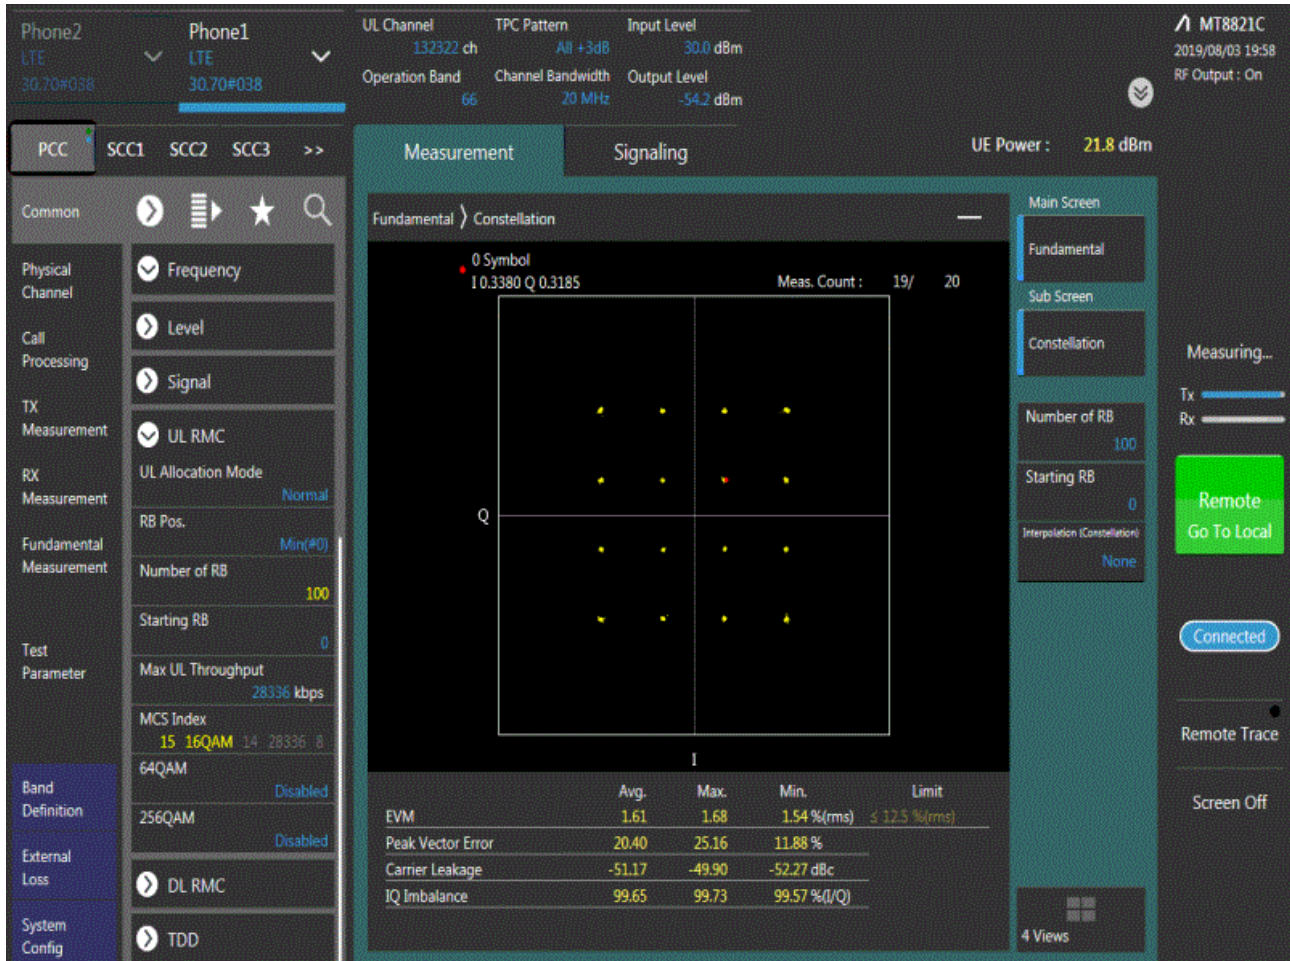 Phone2
LTE
30.70#038
Phone1
LTE
30.70#038
UL Channel
132322 ch
TPC Pattern
All +3dB
Input Level
30.0 dBm
Operation Band
66
Channel Bandwidth
20 MHz
Output Level
-54.2 dBm
MT8821C
2019/08/03 19:58
RF Output : On
PCC SCC1 SCC2 SCC3 >>
Measurement
Signaling
UE Power : 21.8 dBm
Common
Physical
Channel
Call
Processing
TX
Measurement
RX
Measurement
Fundamental
Measurement
Test
Parameter
Band
Definition
External
Loss
System
Config
Frequency
Level
Signal
UL RMC
UL Allocation Mode
Normal
RB Pos.
Min(#0)
Number of RB
100
Starting RB
0
Max UL Throughput
28336 kbps
MCS Index
15 16QAM 14 28336 8
64QAM
Disabled
256QAM
Disabled
DL RMC
TDD
Fundamental 〉 Constellation
0 Symbol
I 0.3380 Q 0.3185
Meas. Count : 19/ 20
Q
I
Avg. Max. Min. Limit
EVM 1.61 1.68 1.54 %(rms) ≤ 12.5 %(rms)
Peak Vector Error 20.40 25.16 11.88 %
Carrier Leakage -51.17 -49.90 -52.27 dBc
IQ Imbalance 99.65 99.73 99.57 %(I/Q)
Main Screen
Fundamental
Sub Screen
Constellation
Number of RB
100
Starting RB
0
Interpolation (Constellation)
None
4 Views
Measuring...
Tx
Rx
Remote
Go To Local
Connected
Remote Trace
Screen Off